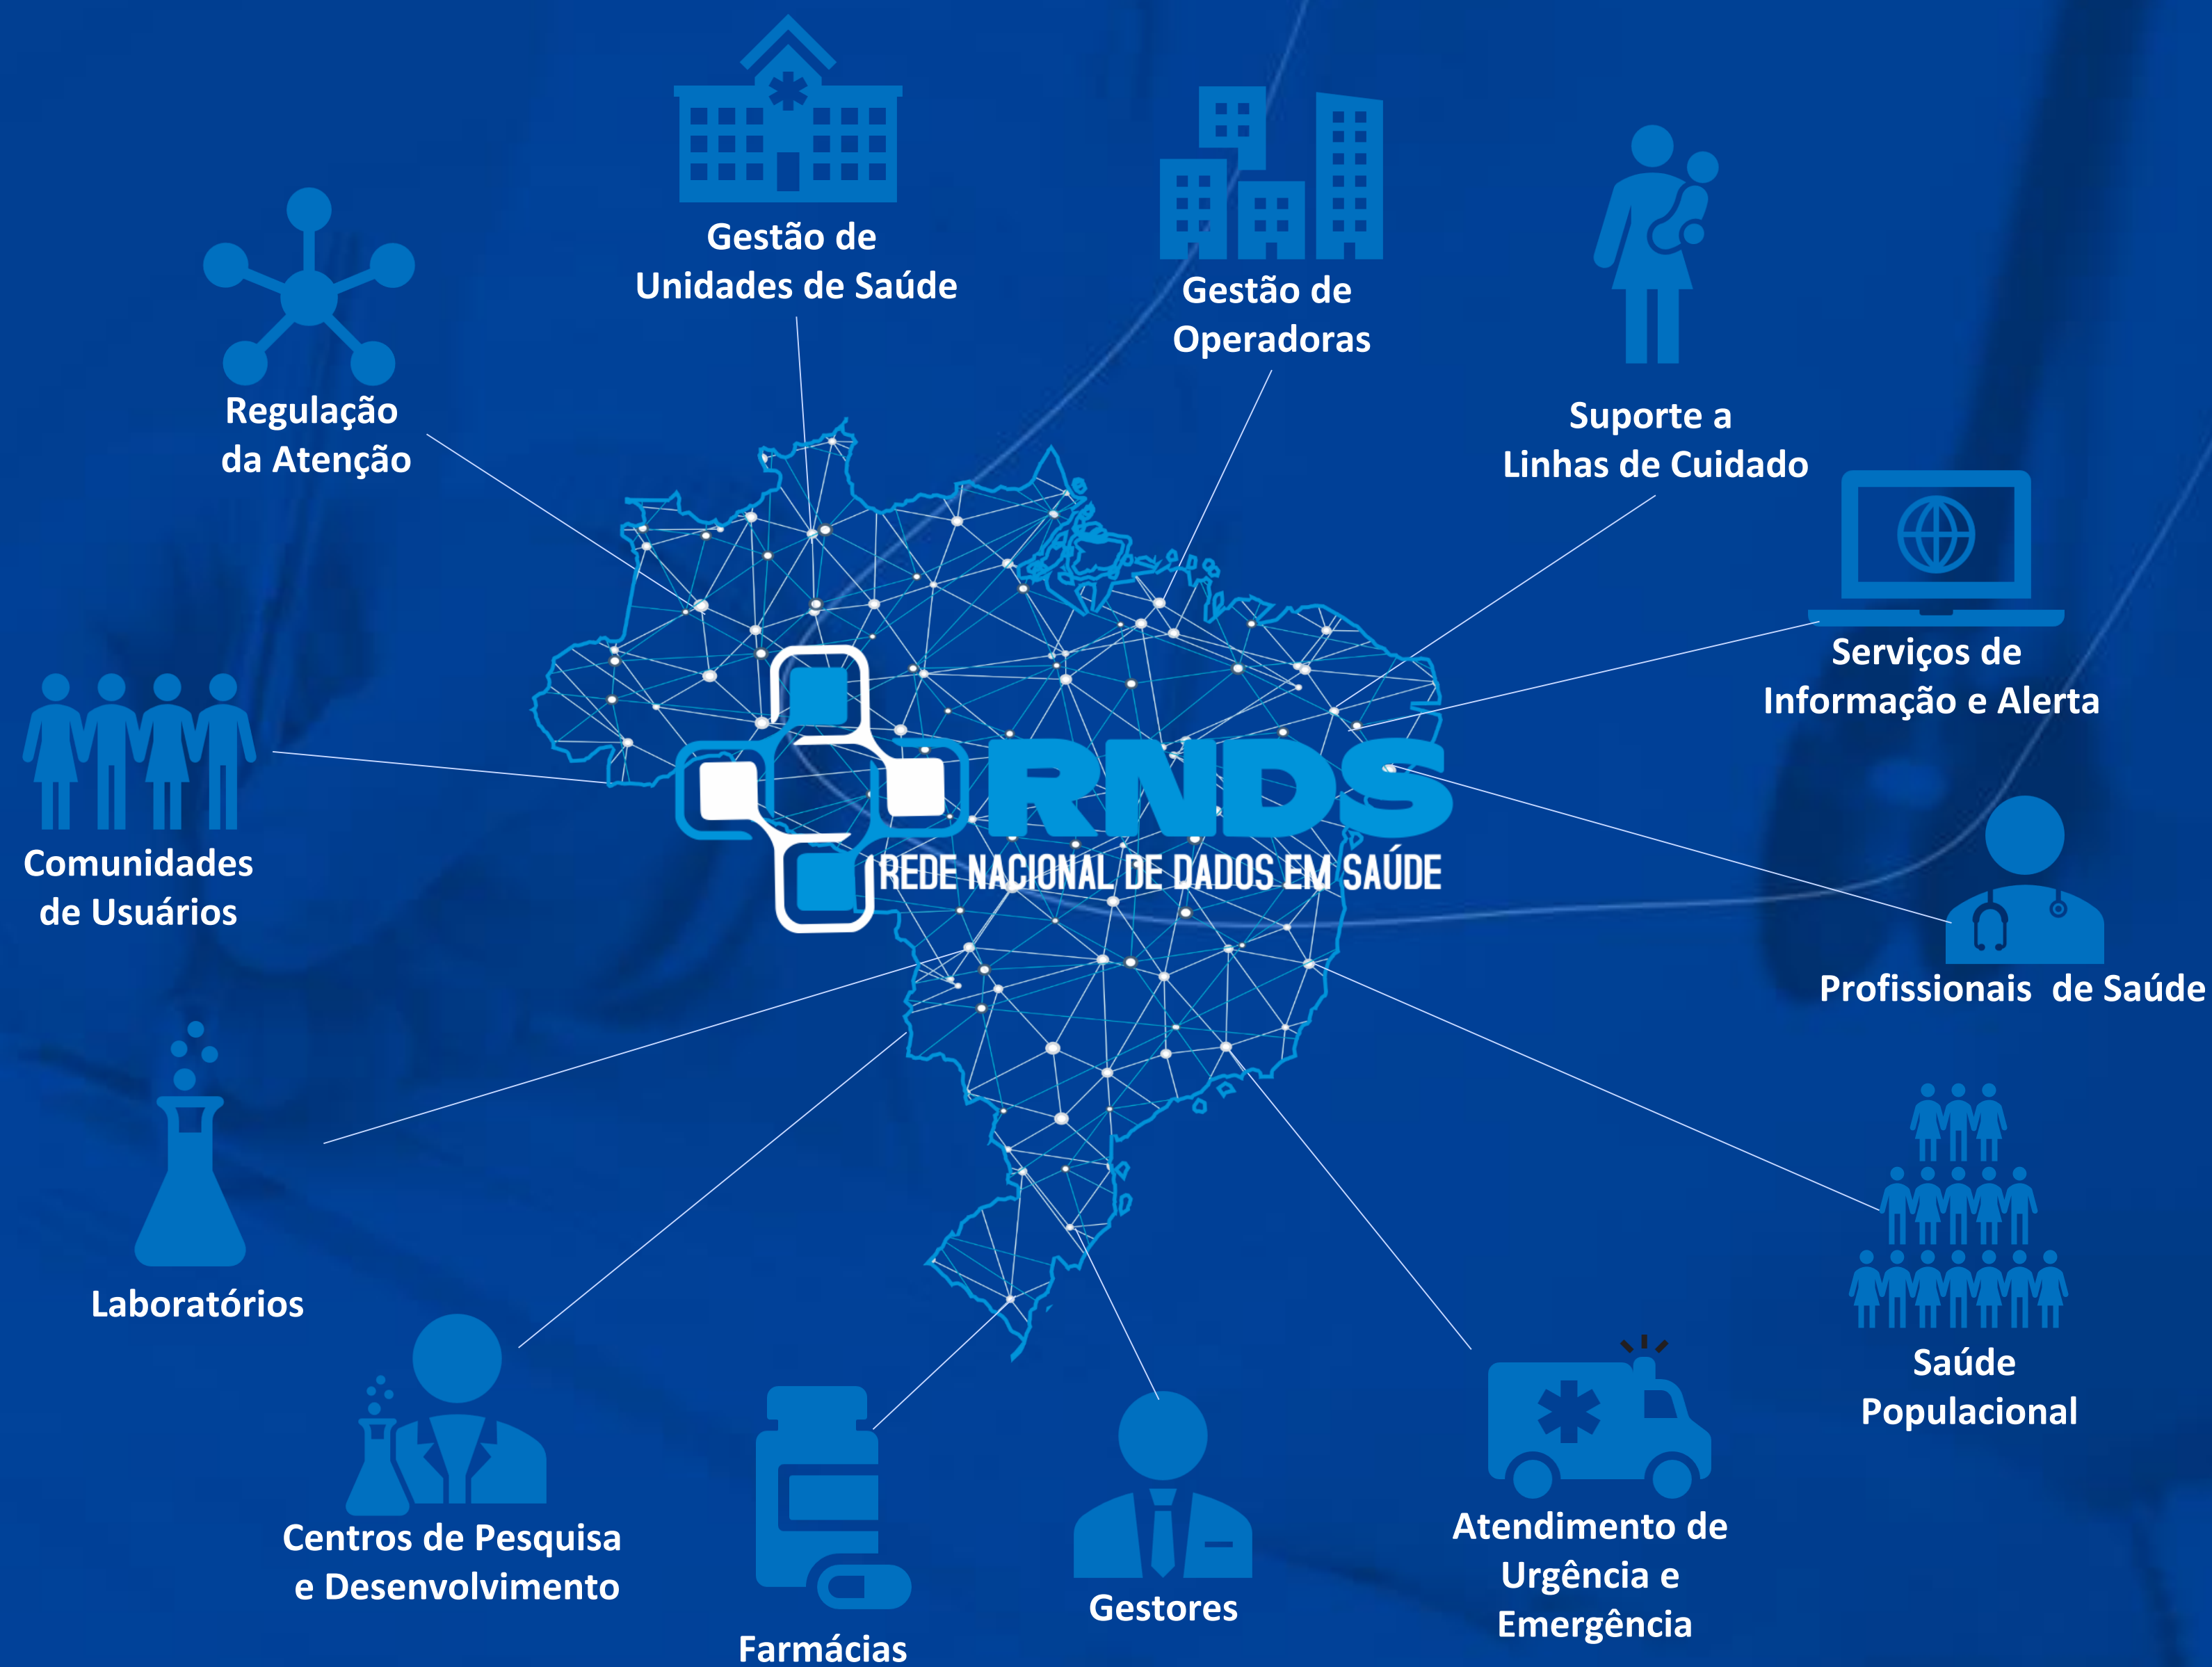 Gestão de
Unidades de Saúde
Gestão de
Operadoras
Regulação
da Atenção
Suporte a
Linhas de Cuidado
Serviços de
Informação e Alerta
Comunidades
de Usuários
RNDS
REDE NACIONAL DE DADOS EM SAÚDE
Profissionais  de Saúde
Laboratórios
Saúde
Populacional
Centros de Pesquisa
e Desenvolvimento
Farmácias
Gestores
Atendimento de
Urgência e
Emergência